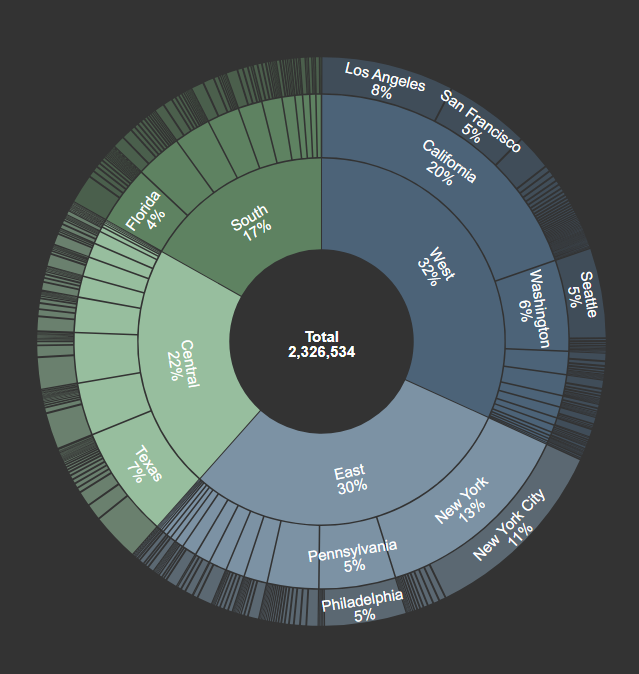 Los Angeles
8%
San Francisco
5%
California
20%
West
32%
Washington
6%
Seattle
5%
Florida
4%
South
17%
Total
2,326,534
Central
22%
Texas
7%
East
30%
New York
13%
New York City
11%
Pennsylvania
5%
Philadelphia
5%